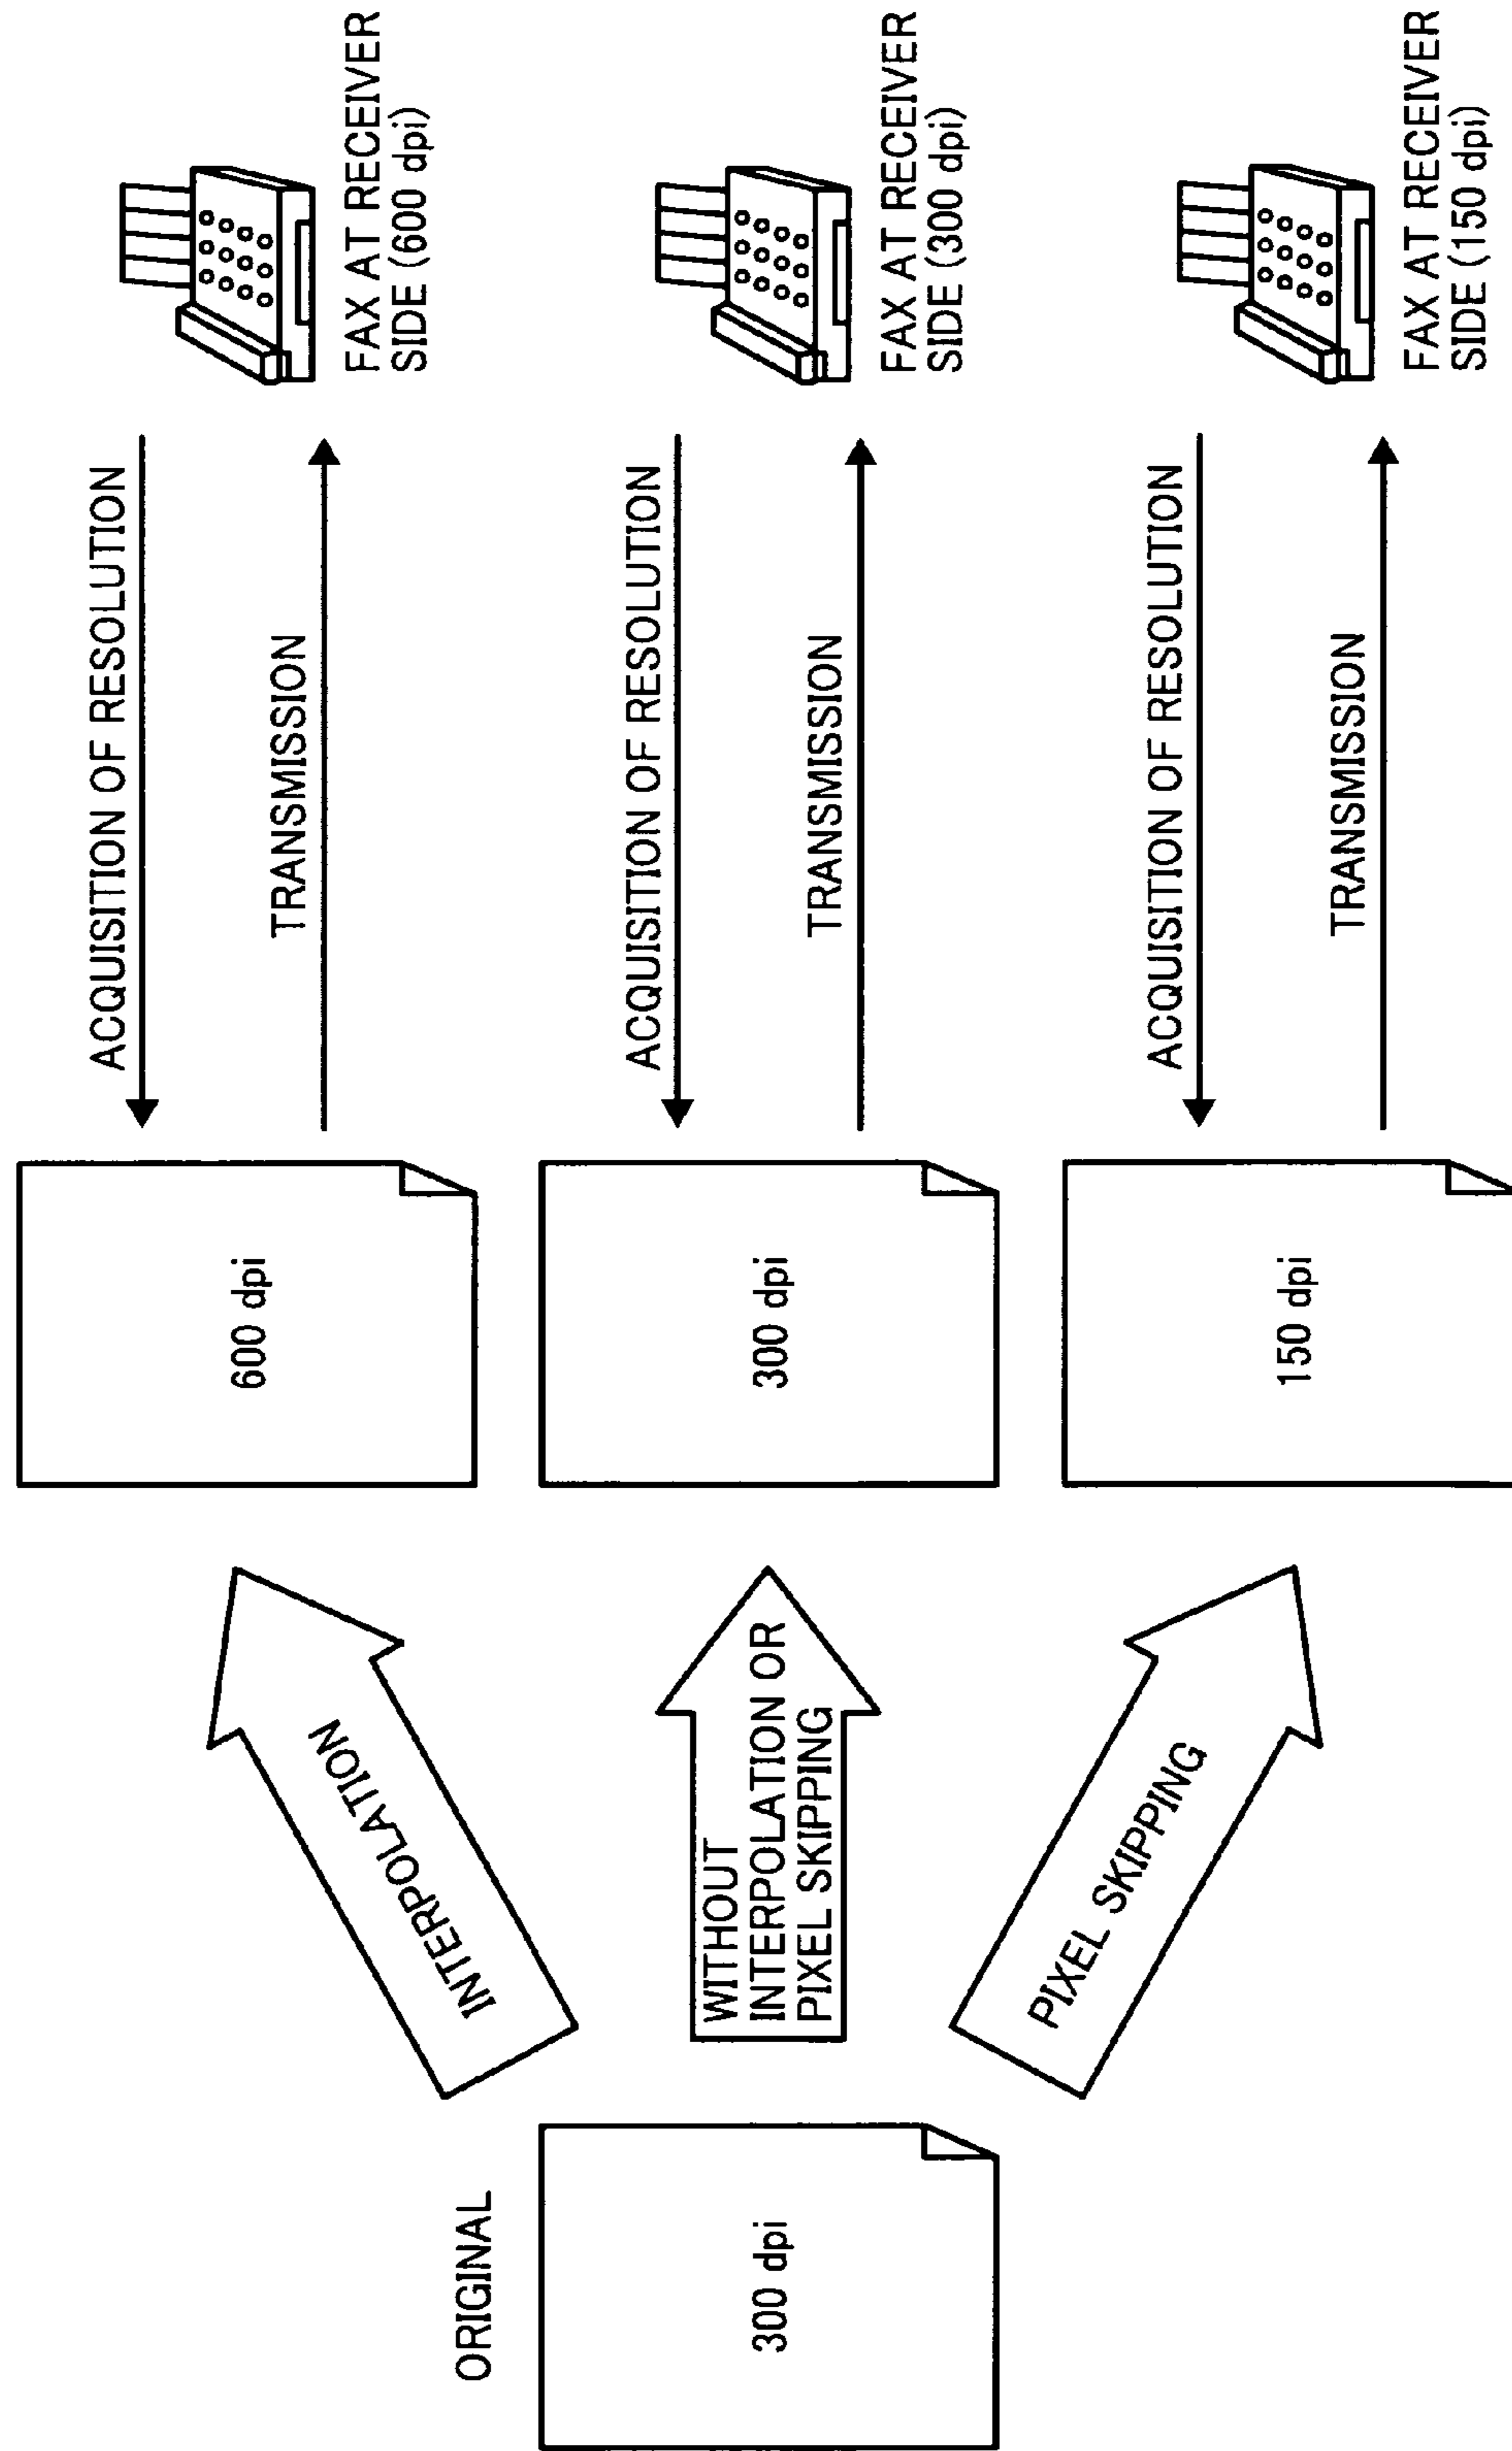 ORIGINAL
300 dpi
INTERPOLATION
WITHOUT
INTERPOLATION OR
PIXEL SKIPPING
PIXEL SKIPPING
600 dpi
ACQUISITION OF RESOLUTION
TRANSMISSION
FAX AT RECEIVER
SIDE (600 dpi)
300 dpi
ACQUISITION OF RESOLUTION
TRANSMISSION
FAX AT RECEIVER
SIDE (300 dpi)
150 dpi
ACQUISITION OF RESOLUTION
TRANSMISSION
FAX AT RECEIVER
SIDE (150 dpi)